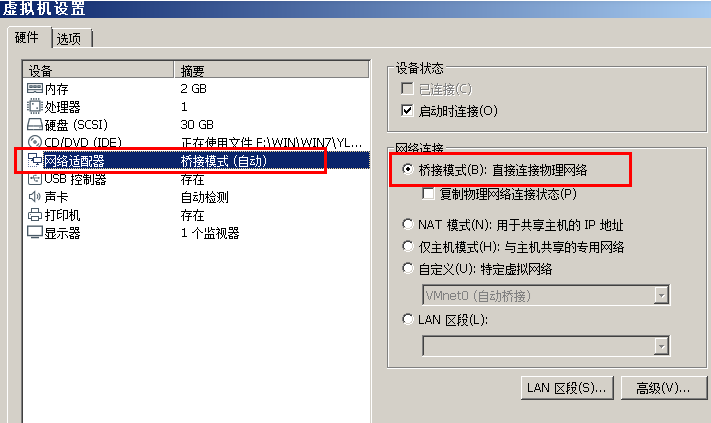 虚拟机设置
硬件 选项
设备 摘要
内存 2 GB
处理器 1
硬盘 (SCSI) 30 GB
CD/DVD (IDE) 正在使用文件 F:\WIN\WIN7\YL...
网络适配器 桥接模式 (自动)
USB 控制器 存在
声卡 自动检测
打印机 存在
显示器 1 个监视器
设备状态
已连接(C)
启动时连接(O)
网络连接
桥接模式(B): 直接连接物理网络
复制物理网络连接状态(P)
NAT 模式(N): 用于共享主机的 IP 地址
仅主机模式(H): 与主机共享的专用网络
自定义(U): 特定虚拟网络
VMnet0 (自动桥接)
LAN 区段(L):
LAN 区段(S)... 高级(V)...